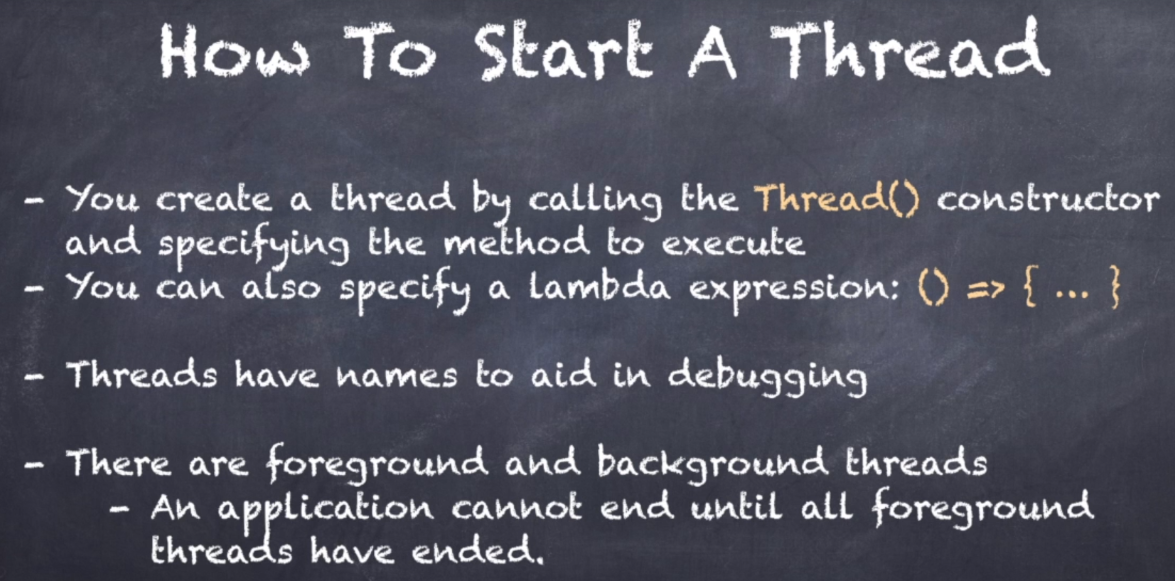 How To Start A Thread
- You create a thread by calling the Thread() constructor
and specifying the method to execute
- You can also specify a lambda expression: () => { ... }
- Threads have names to aid in debugging
- There are foreground and background threads
- An application cannot end until all foreground
threads have ended.